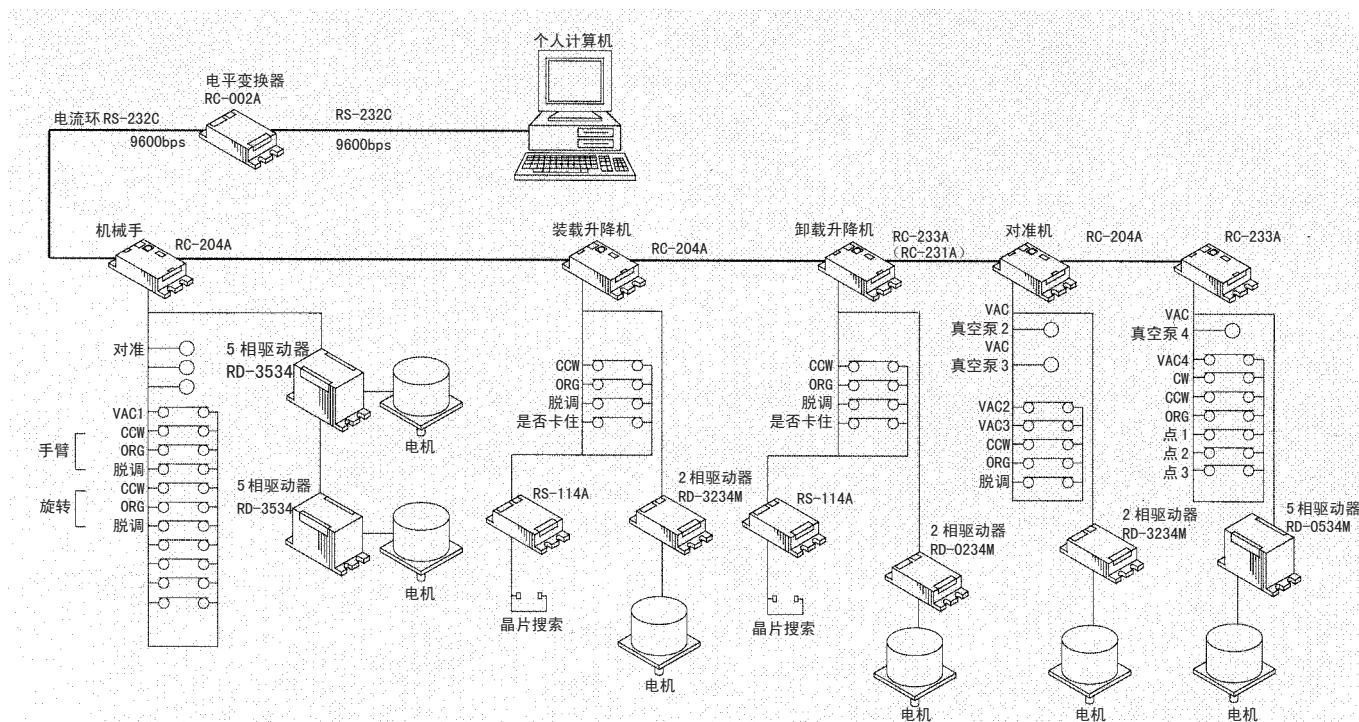 个人计算机
电平变换器
RC-002A
电流环 RS-232C
9600bps
RS-232C
9600bps
机械手
RC-204A
装载升降机
RC-204A
卸载升降机
RC-233A
(RC-231A)
对准机
RC-204A
RC-233A
对准
VAC1
手臂
CCW
ORG
脱调
旋转
CCW
ORG
脱调
5相驱动器
RD-3534
电机
5相驱动器
RD-3534
电机
CCW
ORG
脱调
是否卡住
RS-114A
晶片搜索
2相驱动器
RD-3234M
电机
CCW
ORG
脱调
是否卡住
RS-114A
晶片搜索
2相驱动器
RD-0234M
电机
VAC
真空泵2
VAC
真空泵3
VAC2
VAC3
CCW
ORG
脱调
2相驱动器
RD-3234M
电机
VAC
真空泵4
VAC4
CW
CCW
ORG
点1
点2
点3
5相驱动器
RD-0534M
电机